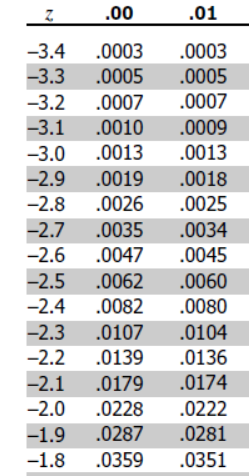 z .00 .01
–3.4 .0003 .0003
–3.3 .0005 .0005
–3.2 .0007 .0007
–3.1 .0010 .0009
–3.0 .0013 .0013
–2.9 .0019 .0018
–2.8 .0026 .0025
–2.7 .0035 .0034
–2.6 .0047 .0045
–2.5 .0062 .0060
–2.4 .0082 .0080
–2.3 .0107 .0104
–2.2 .0139 .0136
–2.1 .0179 .0174
–2.0 .0228 .0222
–1.9 .0287 .0281
–1.8 .0359 .0351